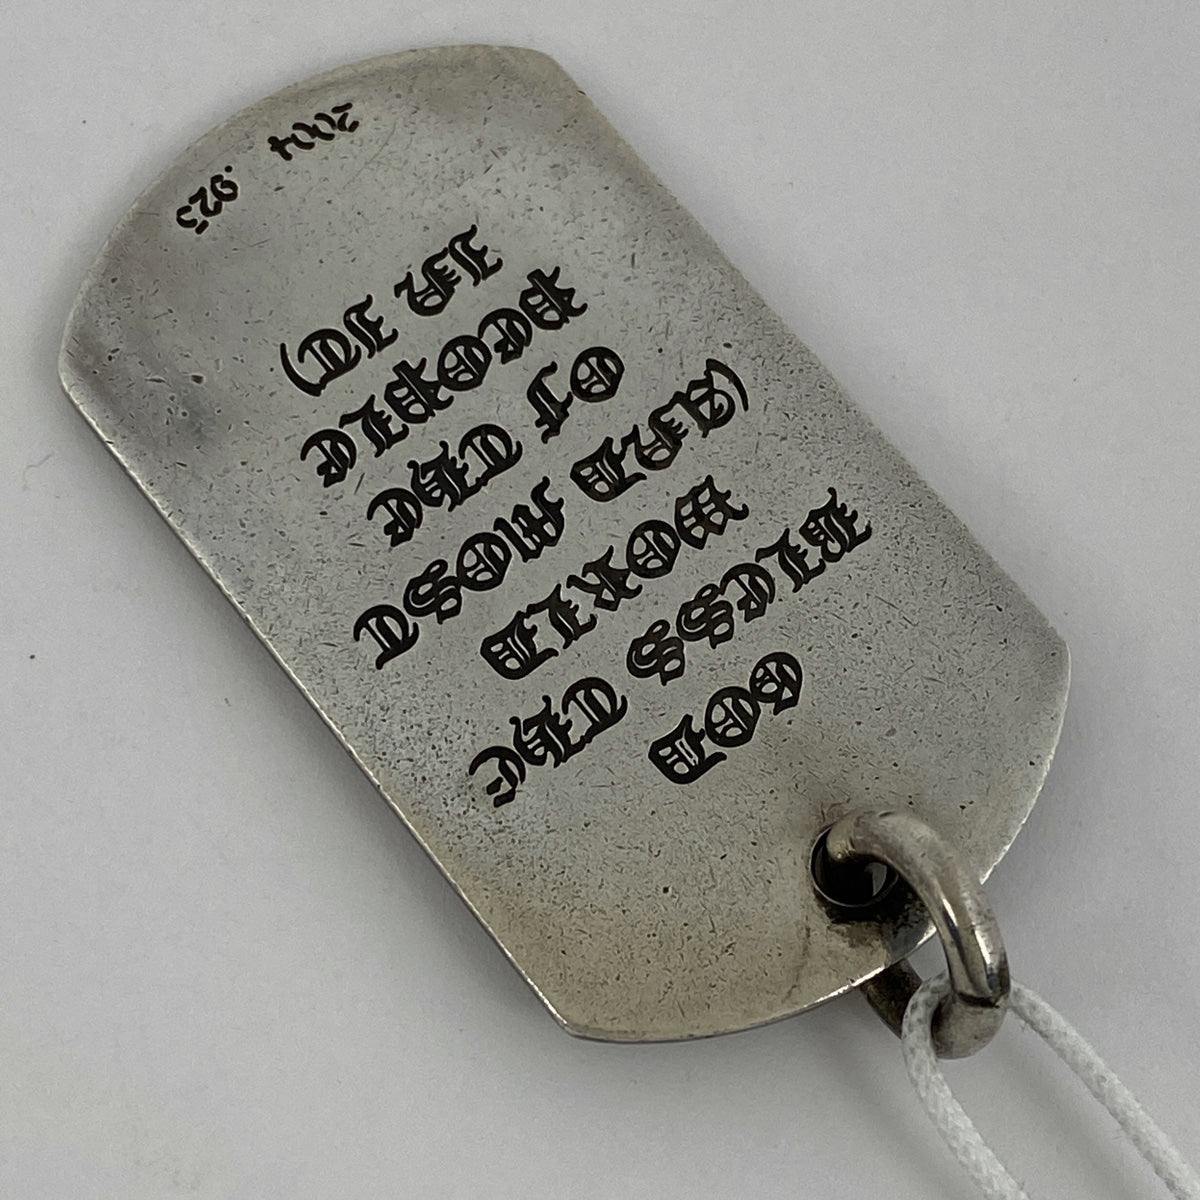 GOD
BLESS THE
WORLD
(AND MOST
OF THE
PEOPLE
IN IT)
2004 .925